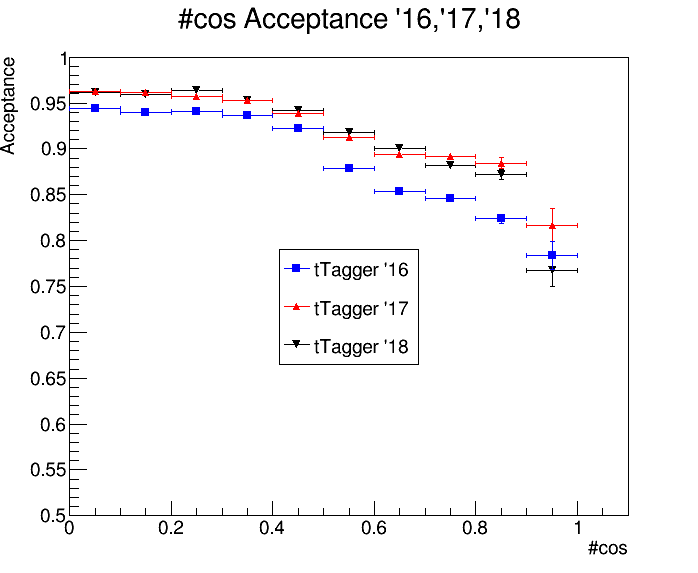 #cos Acceptance '16,'17,'18
Acceptance
1
0.95
0.9
0.85
0.8
0.75
0.7
0.65
0.6
0.55
0.5
tTagger '16
tTagger '17
tTagger '18
0 0.2 0.4 0.6 0.8 1
#cos